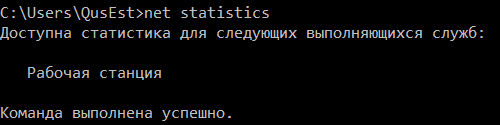 C:\Users\QusEst>net statistics
Доступна статистика для следующих выполняющихся служб:
Рабочая станция
Команда выполнена успешно.